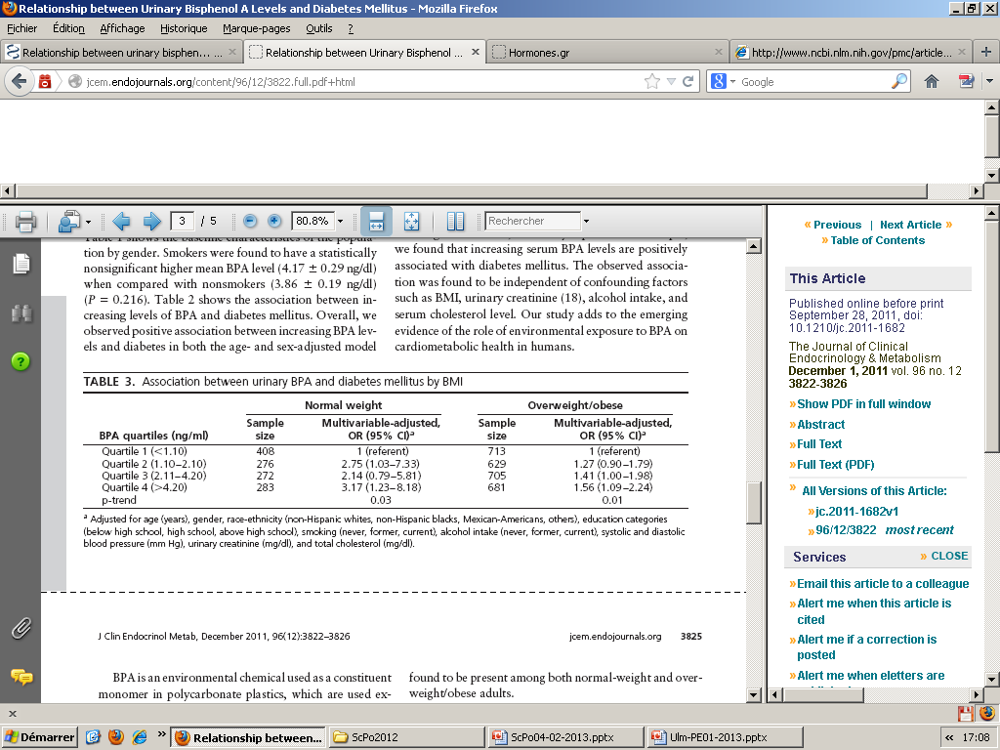 Relationship between Urinary Bisphenol A Levels and Diabetes Mellitus - Mozilla Firefox
Fichier Édition Affichage Historique Marque-pages Outils ?
Relationship between urinary bisphen... Relationship between Urinary Bisphenol ... Hormones.gr http://www.ncbi.nlm.nih.gov/pmc/article...
jcem.endojournals.org/content/96/12/3822.full.pdf+html Google
3 / 5 80.8% Rechercher
Table 1 shows the baseline characteristics of the popula-
tion by gender. Smokers were found to have a statistically
nonsignificant higher mean BPA level (4.17 ± 0.29 ng/dl)
when compared with nonsmokers (3.86 ± 0.19 ng/dl)
(P = 0.216). Table 2 shows the association between in-
creasing levels of BPA and diabetes mellitus. Overall, we
observed positive association between increasing BPA lev-
els and diabetes in both the age- and sex-adjusted model
we found that increasing serum BPA levels are positively
associated with diabetes mellitus. The observed associa-
tion was found to be independent of confounding factors
such as BMI, urinary creatinine (18), alcohol intake, and
serum cholesterol level. Our study adds to the emerging
evidence of the role of environmental exposure to BPA on
cardiometabolic health in humans.
TABLE 3. Association between urinary BPA and diabetes mellitus by BMI
Normal weight Overweight/obese
Sample Multivariable-adjusted, Sample Multivariable-adjusted,
BPA quartiles (ng/ml) size OR (95% CI)a size OR (95% CI)a
Quartile 1 (<1.10) 408 1 (referent) 713 1 (referent)
Quartile 2 (1.10–2.10) 276 2.75 (1.03–7.33) 629 1.27 (0.90–1.79)
Quartile 3 (2.11–4.20) 272 2.14 (0.79–5.81) 705 1.41 (1.00–1.98)
Quartile 4 (>4.20) 283 3.17 (1.23–8.18) 681 1.56 (1.09–2.24)
p-trend 0.03 0.01
a Adjusted for age (years), gender, race-ethnicity (non-Hispanic whites, non-Hispanic blacks, Mexican-Americans, others), education categories
(below high school, high school, above high school), smoking (never, former, current), alcohol intake (never, former, current), systolic and diastolic
blood pressure (mm Hg), urinary creatinine (mg/dl), and total cholesterol (mg/dl).
J Clin Endocrinol Metab, December 2011, 96(12):3822–3826 jcem.endojournals.org 3825
BPA is an environmental chemical used as a constituent
monomer in polycarbonate plastics, which are used ex-
found to be present among both normal-weight and over-
weight/obese adults.
« Previous | Next Article »
» Table of Contents
This Article
Published online before print
September 28, 2011, doi:
10.1210/jc.2011-1682
The Journal of Clinical
Endocrinology & Metabolism
December 1, 2011 vol. 96 no. 12
3822-3826
» Show PDF in full window
» Abstract
» Full Text
» Full Text (PDF)
» All Versions of this Article:
» jc.2011-1682v1
» 96/12/3822 most recent
Services » CLOSE
» Email this article to a colleague
» Alert me when this article is
cited
» Alert me if a correction is
posted
» Alert me when eletters are
Démarrer » Relationship between... ScPo2012 ScPo04-02-2013.pptx Ulm-PE01-2013.pptx « 17:08